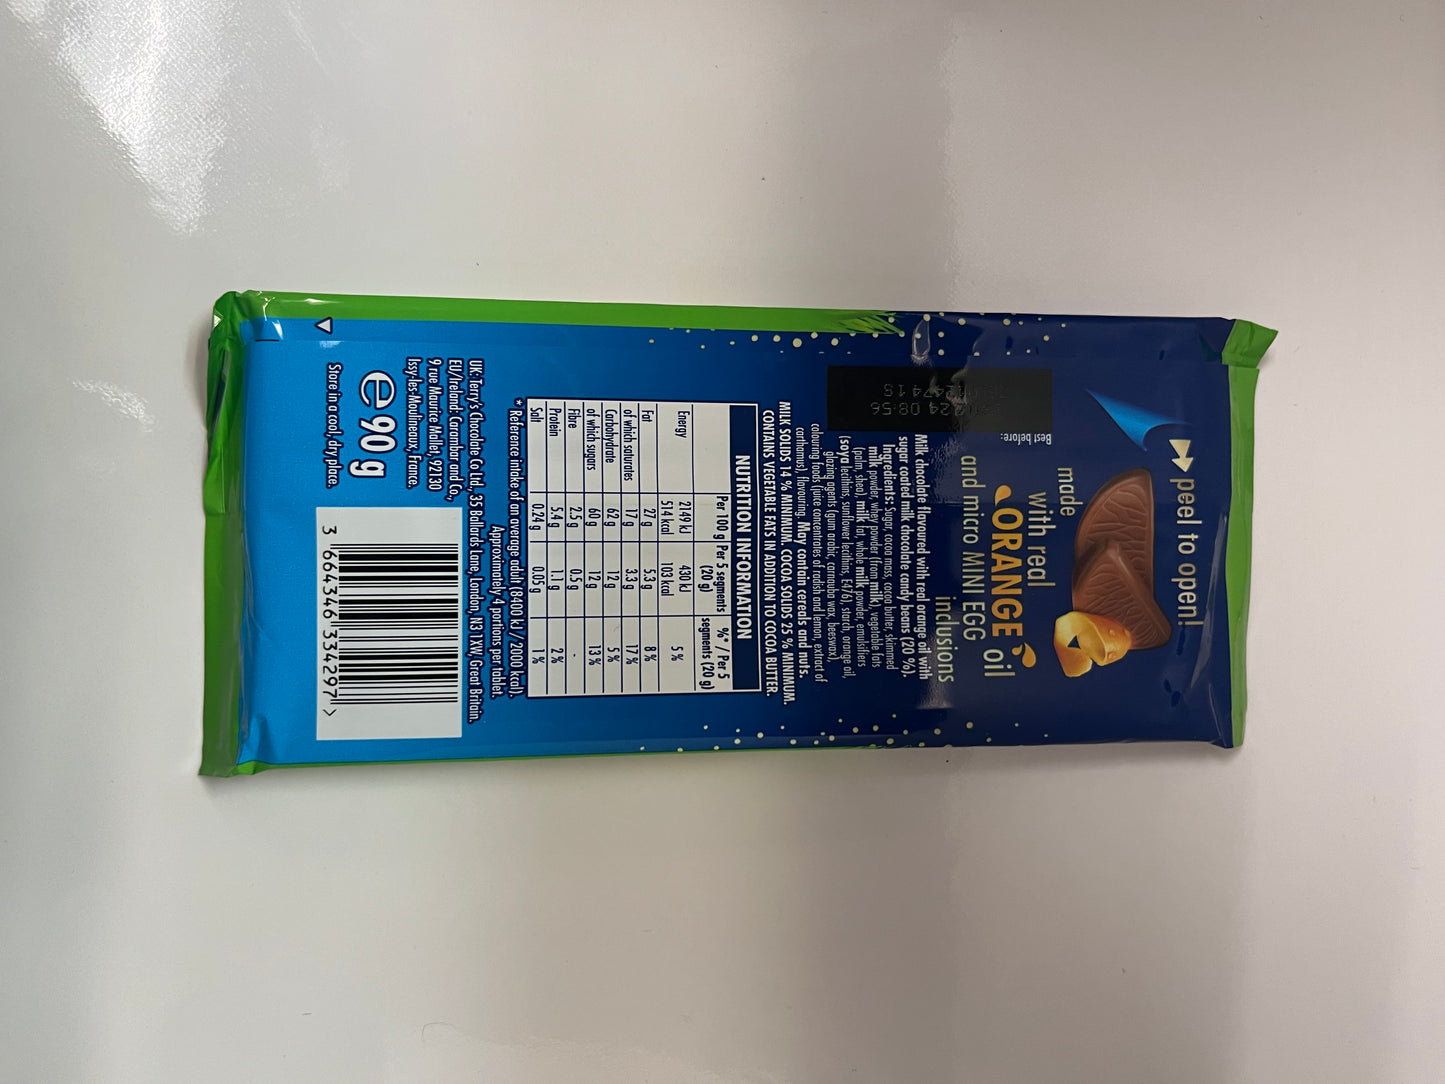 peel to open!
made
with real
ORANGE oil
and micro MINI EGG
inclusions
Best before:
24 08:56
24741S
Milk chocolate flavoured with real orange oil with
sugar coated milk chocolate candy beans (20 %).
Ingredients: Sugar, cocoa mass, cocoa butter, skimmed
milk powder, whey powder (from milk), vegetable fats
(palm, shea), milk fat, whole milk powder, emulsifiers
(soya lecithins, sunflower lecithins, E476), starch, orange oil,
glazing agents (gum arabic, carnauba wax, beeswax),
colouring foods (juice concentrates of radish and lemon, extract of
carthamus), flavouring. May contain cereals and nuts.
MILK SOLIDS 14 % MINIMUM. COCOA SOLIDS 25 % MINIMUM.
CONTAINS VEGETABLE FATS IN ADDITION TO COCOA BUTTER.
NUTRITION INFORMATION
Per 100 g Per 5 segments (20 g) %* / Per 5 segments (20 g)
Energy 2149 kJ 430 kJ
514 kcal 103 kcal 5 %
Fat 27 g 5.3 g 8 %
of which saturates 17 g 3.3 g 17 %
Carbohydrate 62 g 12 g 5 %
of which sugars 60 g 12 g 13 %
Fibre 2.5 g 0.5 g -
Protein 5.4 g 1.1 g 2 %
Salt 0.24 g 0.05 g 1 %
* Reference intake of an average adult (8400 kJ / 2000 kcal).
Approximately 4 portions per tablet.
UK: Terry's Chocolate Co Ltd., 35 Ballards Lane, London, N3 1XW, Great Britain.
EU/Ireland: Carambar and Co.,
9 rue Maurice Mallet, 92130
Issy-les-Moulineaux, France.
e 90 g
Store in a cool, dry place.
3 664346 334297 >